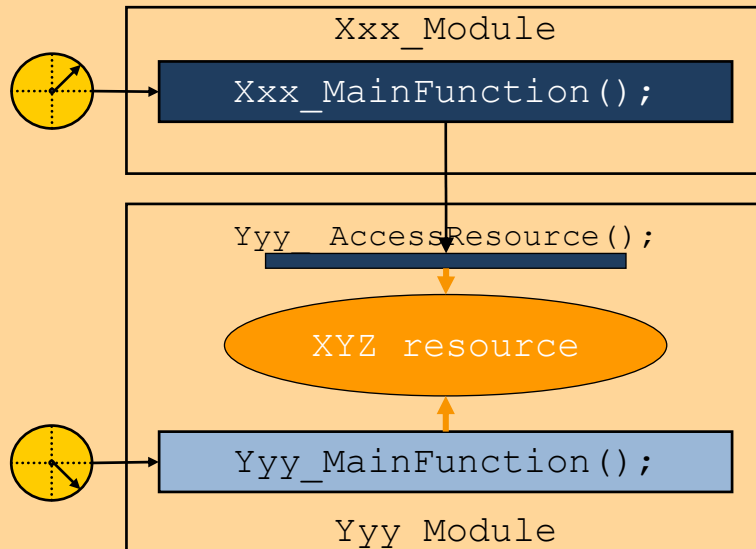 Xxx_Module
Xxx_MainFunction();
Yyy_ AccessResource();
XYZ resource
Yyy_MainFunction();
Yyy Module